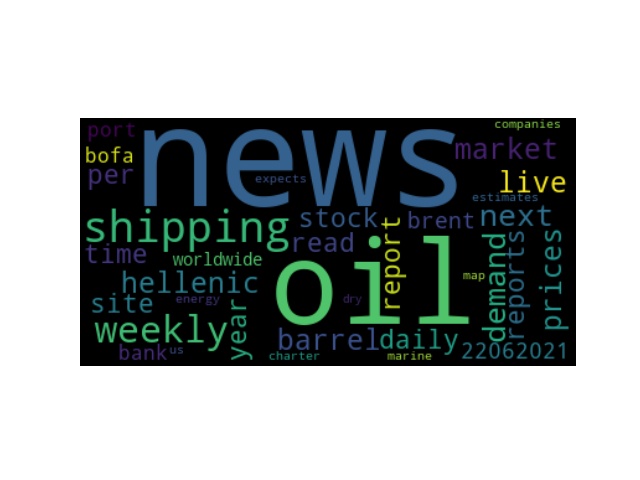 companies
port
news
market
bofa
per
expects
live
estimates
shipping
stock
brent
next
time
read
worldwide
report
oil
demand
reports
prices
hellenic
map
site
energy
dry
weekly
year
barrel
daily
bank
us
charter
marine
22062021